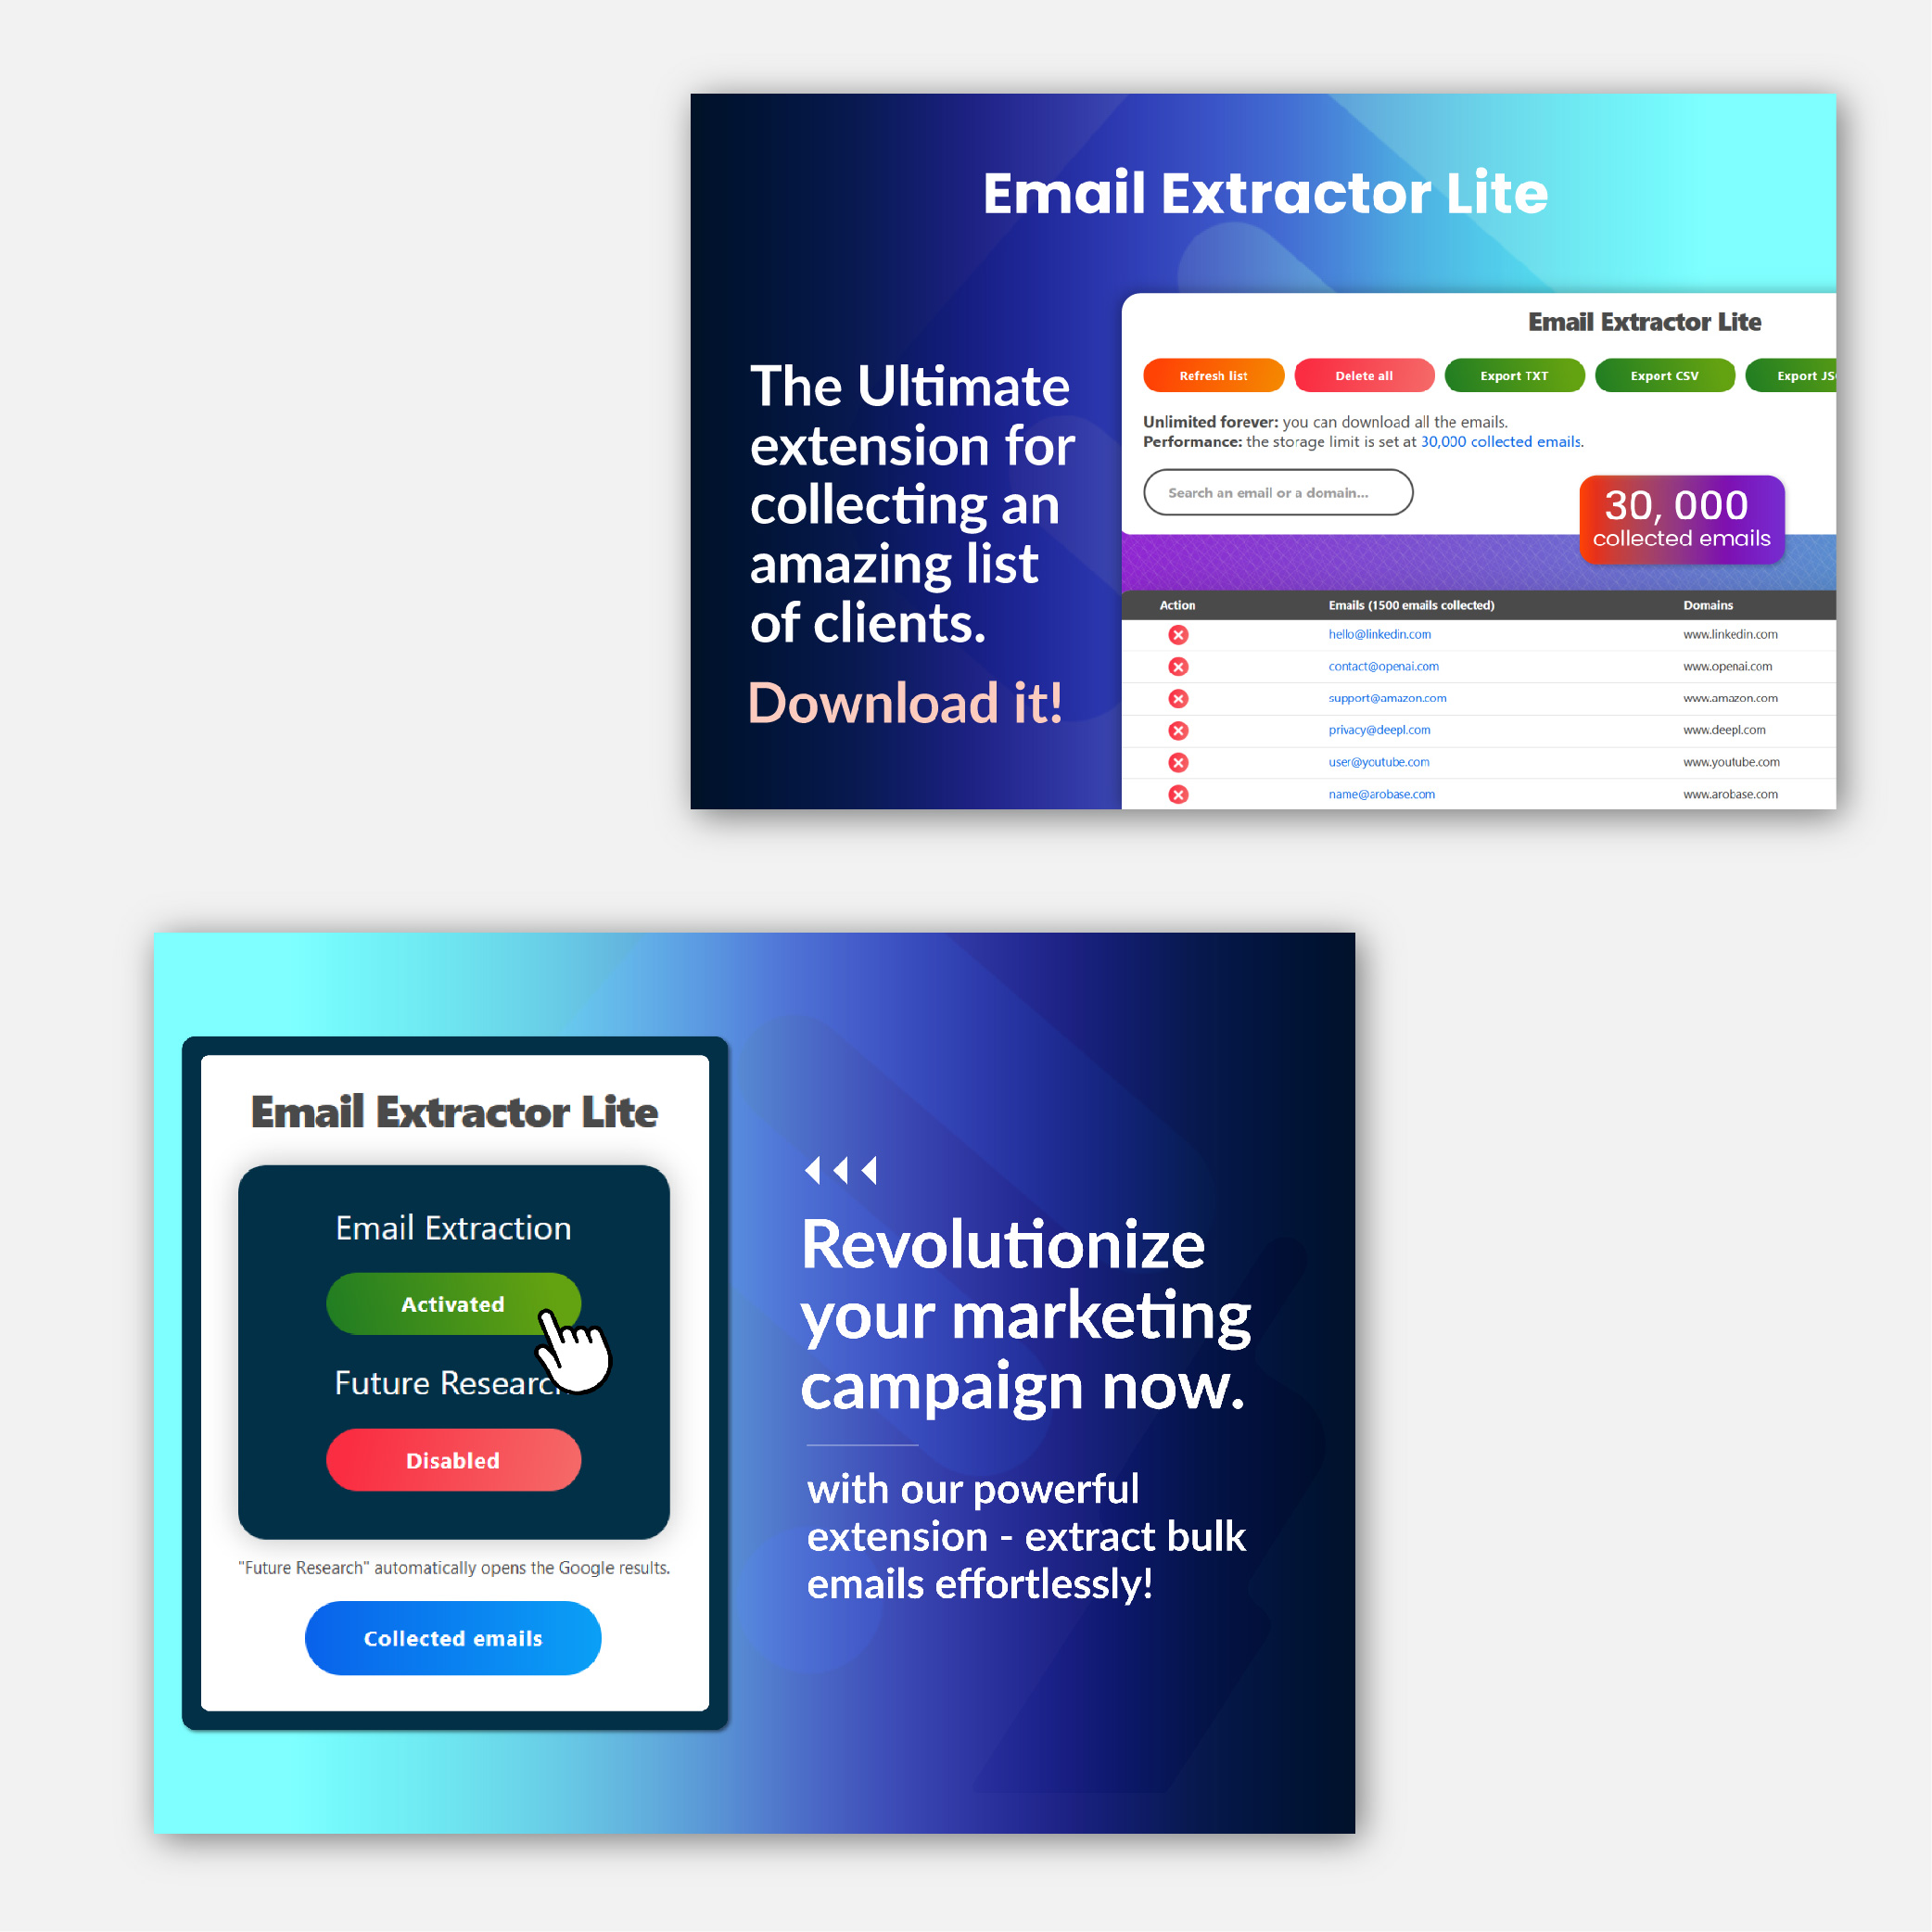 Email Extractor Lite
The Ultimate
extension for
collecting an
amazing list
of clients.
Download it!
Email Extractor Lite
Refresh list Delete all Export TXT Export CSV Export JS
Unlimited forever: you can download all the emails.
Performance: the storage limit is set at 30,000 collected emails.
Search an email or a domain...
30, 000
collected emails
Action Emails (1500 emails collected) Domains
hello@linkedin.com www.linkedin.com
contact@openai.com www.openai.com
support@amazon.com www.amazon.com
privacy@deepl.com www.deepl.com
user@youtube.com www.youtube.com
name@arobase.com www.arobase.com
Email Extractor Lite
Email Extraction
Activated
Future Research
Disabled
"Future Research" automatically opens the Google results.
Collected emails
Revolutionize
your marketing
campaign now.
with our powerful
extension - extract bulk
emails effortlessly!